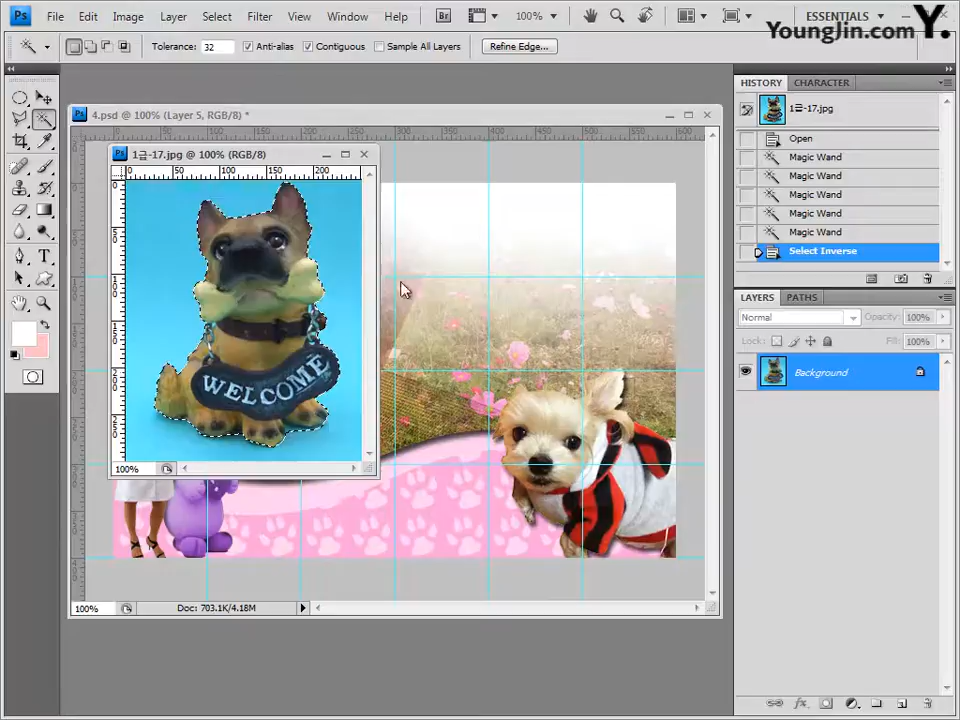 File Edit Image Layer Select Filter View Window Help Br 100% ESSENTIALS
YoungJin.com Y.
Tolerance: 32 Anti-alias Contiguous Sample All Layers Refine Edge...
4.psd @ 100% (Layer 5, RGB/8) *
1급-17.jpg @ 100% (RGB/8)
WELCOME
100%
100% Doc: 703.1K/4.18M
HISTORY CHARACTER
1급-17.jpg
Open
Magic Wand
Magic Wand
Magic Wand
Magic Wand
Magic Wand
Select Inverse
LAYERS PATHS
Normal Opacity: 100%
Lock: Fill: 100%
Background